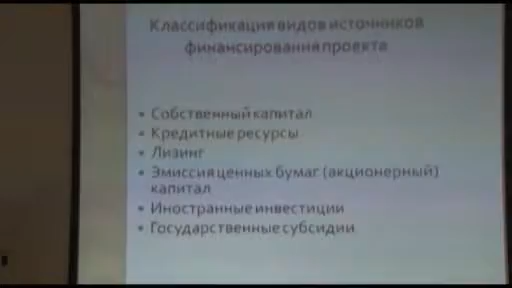 Классификация видов источников
финансирования проекта
• Собственный капитал
• Кредитные ресурсы
• Лизинг
• Эмиссия ценных бумаг (акционерный)
капитал
• Иностранные инвестиции
• Государственные субсидии